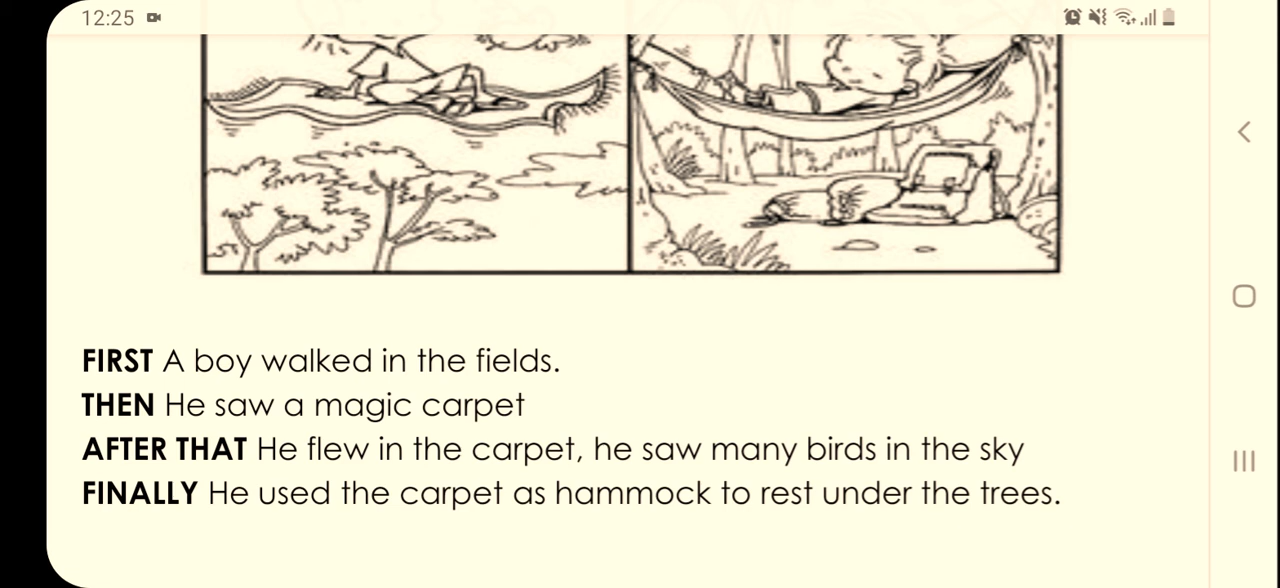 12:25
FIRST A boy walked in the fields.
THEN He saw a magic carpet
AFTER THAT He flew in the carpet, he saw many birds in the sky
FINALLY He used the carpet as hammock to rest under the trees.